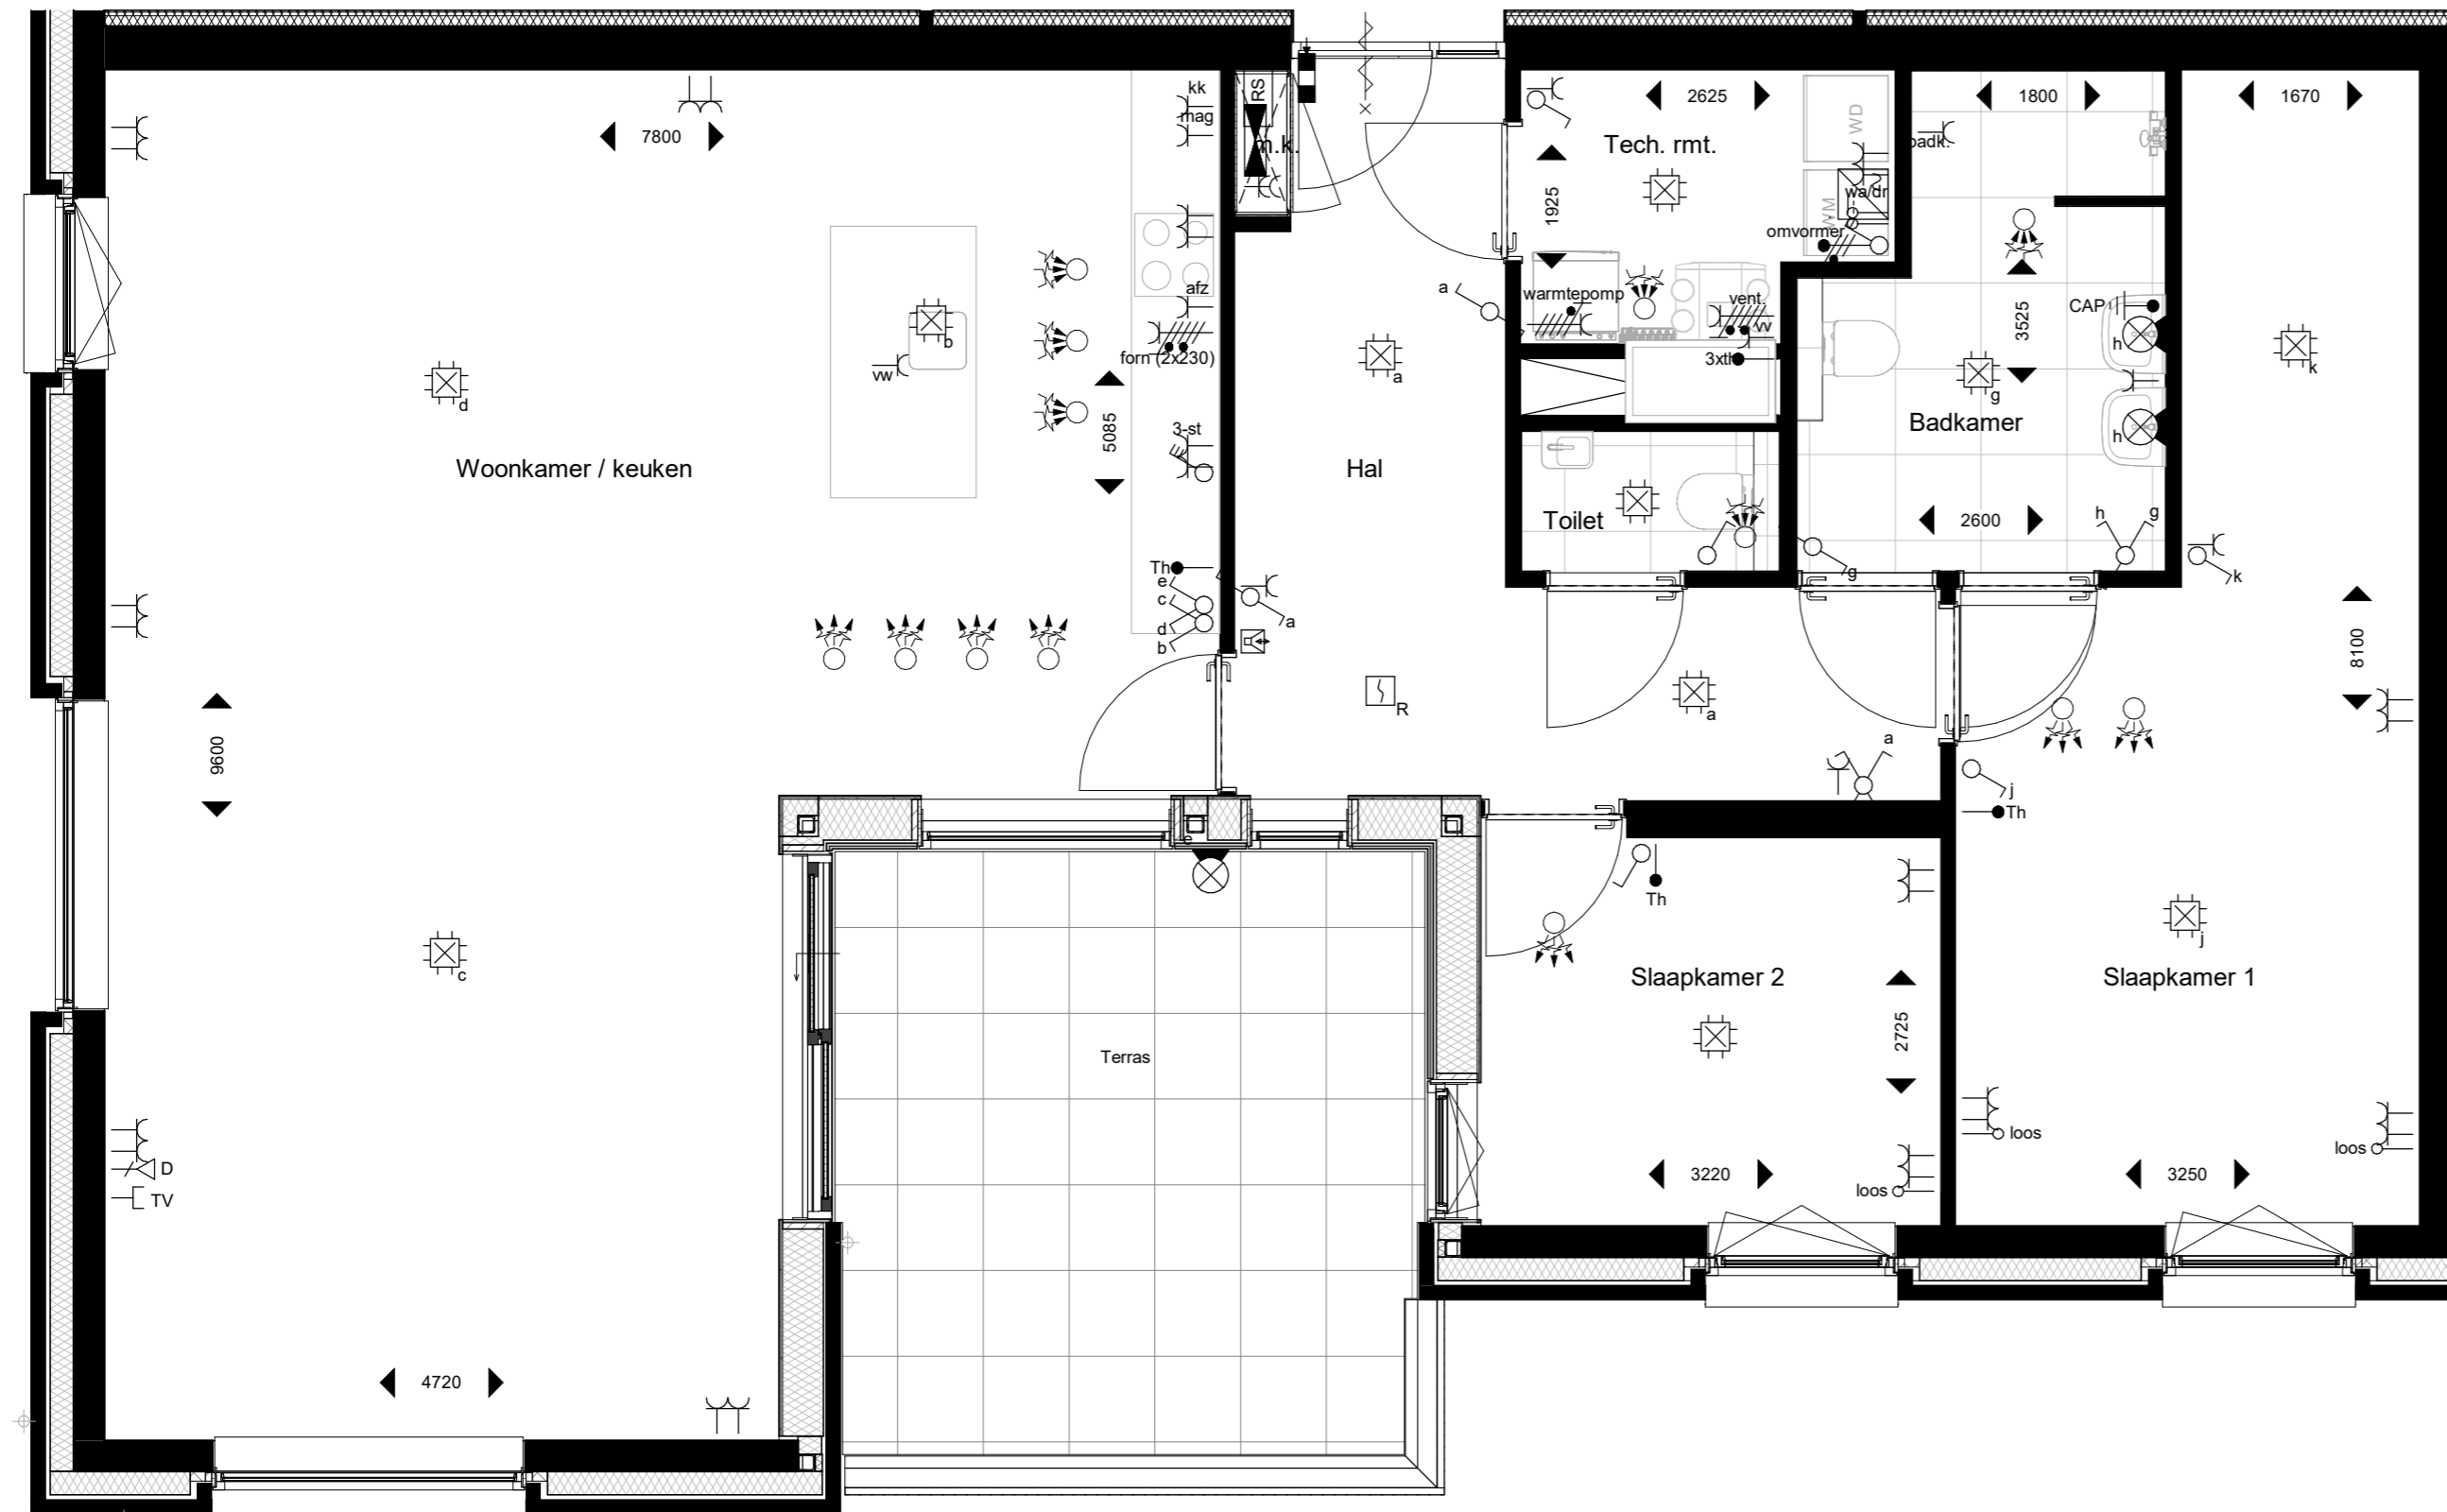 kk
mag
7800
RS
m.k.
2625
WD
1800
1670
Tech. rmt.
badk.
1925
wa/dr
WM
omvormer
afz
a
warmtepomp
vent.
vv
CAP
3525
h
b
forn (2x230)
vw
3xth
a
k
d
g
h
5085
3-st
Badkamer
Woonkamer / keuken
Hal
Toilet
2600
h
g
Th
e
c
d
b
a
g
k
8100
9600
R
a
a
j
Th
e
Th
c
j
Slaapkamer 2
Slaapkamer 1
2725
Terras
loos
loos
D
TV
3220
loos
3250
4720